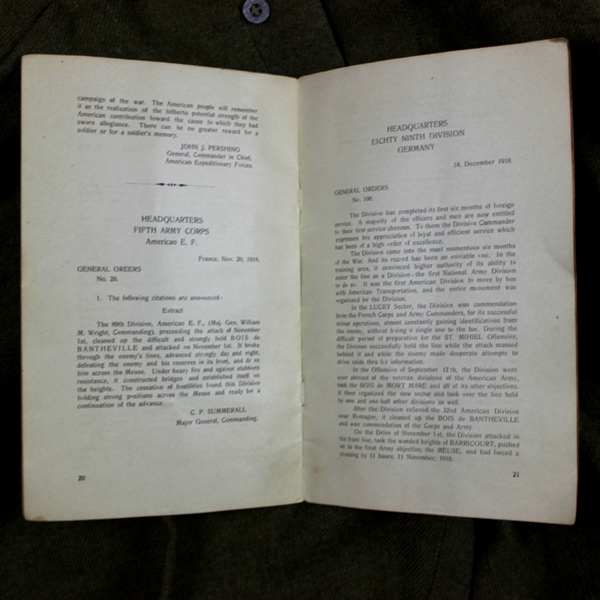 campaign of the war. The American people will remember
it as the realization of the hitherto potential strength of the
American contribution toward the cause to which they had
sworn allegiance. There can be no greater reward for a
soldier or for a soldier's memory.
JOHN J. PERSHING
General, Commander in Chief,
American Expeditionary Forces.
HEADQUARTERS
FIFTH ARMY CORPS
American E. F.
France, Nov. 20, 1918.
GENERAL OREERS
No. 26.
1. The following citations are announced:
Extract
The 89th Division, American E. F., (Maj. Gen. William
M. Wright, Commanding), preceeding the attack of November
1st, cleaned up the difficult and strongly held BOIS de
BANTHEVILLE and attacked on November 1st. If broke
through the enemy's lines, advanced strongly day and night,
defeating the enemy and his reserves in its front, and drove
him across the Meuse. Under heavy fire and against stubborn
resistance, it constructed bridges and established itself on
the heights. The cessation of hostilities found this Division
holding strong positions across the Meuse and ready for a
continuation of the advance.
C. P. SUMMERALL
Major General, Commanding.
20
HEADQUARTERS
EIGHTY NINTH DIVISION
GERMANY
18. December 1918.
GENERAL ORDERS
No. 100.
The Division has completed its first six months of foreign
service. A majority of the officers and men are now entitled
to their first service chevron. To them the Division Commander
expresses his appreciation of loyal and efficient service which
has been of a high order of excellence.
The Division came into the most momentous six months
of the War. And its record has been an enviable one. In the
training area, it convinced higher authority of its ability to
enter the line as a Division - the first National Army Division
to do so. It was the first American Division to move by bus
with American Transportation, and the entire movement was
organized by the Division.
In the LUCEY Sector, the Division won commendation
from the French Corps and Army Commanders, for its successful
minor operations, almost constantly gaining identifications from
the enemy, without losing a single one to for. During the
difficult period of preparation for the ST. MIHIEL Offensive,
the Division successfully held the line while the attack massed
behind it and while the enemy made desperate attempts to
drive raids thru for information.
In the Offensive of September 12th, the Division went
over abroad of the veteran divisions of the American Army,
took the BOIS de MORT MARE and all of its other objectives.
It then organized the new sector and took over the line held
by one and one-half other divisions as well.
After the Division relieved the 32nd American Division
near Romagne, it cleaned up the BOIS de BANTHEVILLE
and won commendation of the Corps and Army.
On the Drive of November 1st, the Division attacked in
the front line, took the wooded heights of BARRICOURT, pushed
on to the final Army objective, the MEUSE, and had forced a
crossing by 11 hours, 11 November, 1918.
21